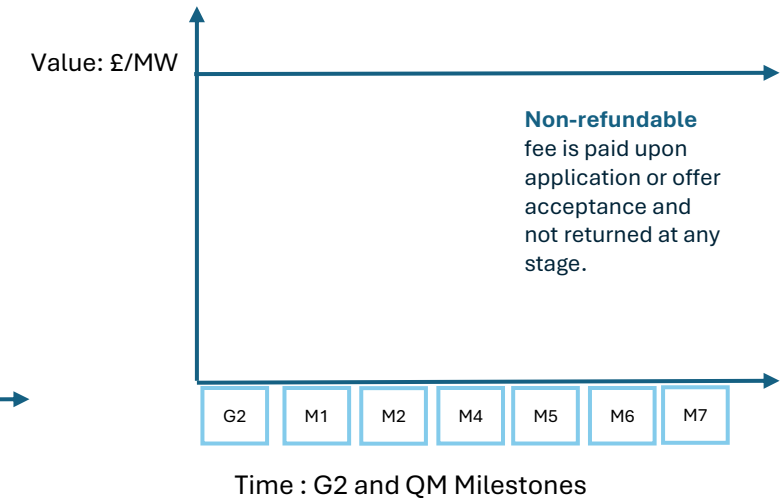 Value: £/MW
Non-refundable
fee is paid upon
application or offer
acceptance and
not returned at any
stage.
G2 M1 M2 M4 M5 M6 M7
Time : G2 and QM Milestones